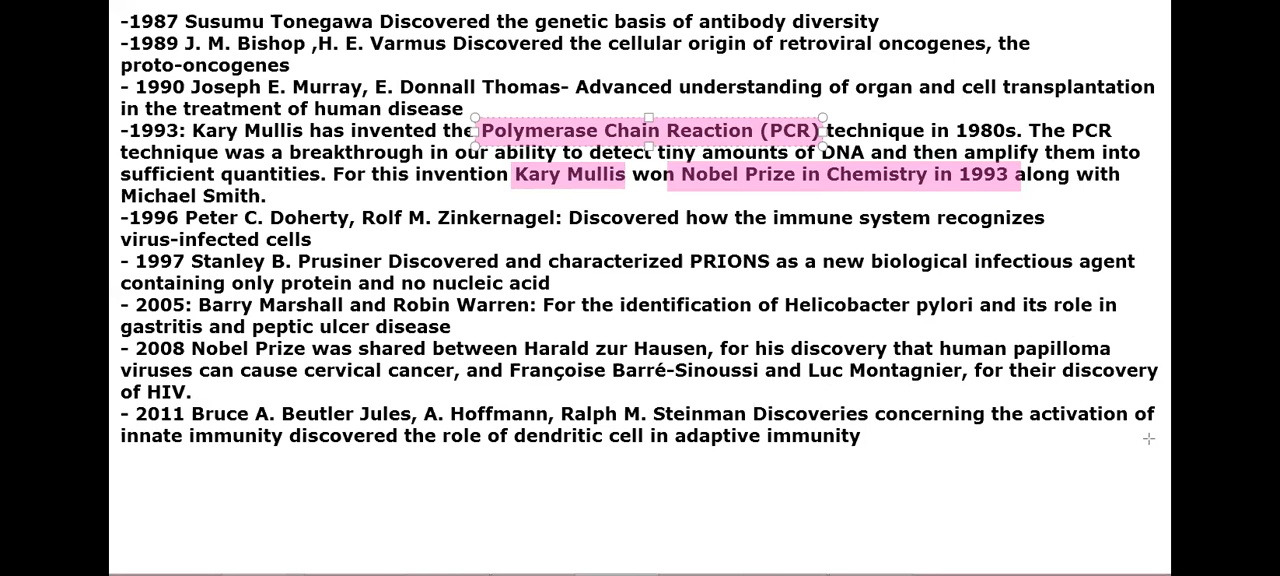 -1987 Susumu Tonegawa Discovered the genetic basis of antibody diversity
-1989 J. M. Bishop ,H. E. Varmus Discovered the cellular origin of retroviral oncogenes, the
proto-oncogenes
- 1990 Joseph E. Murray, E. Donnall Thomas- Advanced understanding of organ and cell transplantation
in the treatment of human disease
-1993: Kary Mullis has invented the Polymerase Chain Reaction (PCR) technique in 1980s. The PCR
technique was a breakthrough in our ability to detect tiny amounts of DNA and then amplify them into
sufficient quantities. For this invention Kary Mullis won Nobel Prize in Chemistry in 1993 along with
Michael Smith.
-1996 Peter C. Doherty, Rolf M. Zinkernagel: Discovered how the immune system recognizes
virus-infected cells
- 1997 Stanley B. Prusiner Discovered and characterized PRIONS as a new biological infectious agent
containing only protein and no nucleic acid
- 2005: Barry Marshall and Robin Warren: For the identification of Helicobacter pylori and its role in
gastritis and peptic ulcer disease
- 2008 Nobel Prize was shared between Harald zur Hausen, for his discovery that human papilloma
viruses can cause cervical cancer, and Françoise Barré-Sinoussi and Luc Montagnier, for their discovery
of HIV.
- 2011 Bruce A. Beutler Jules, A. Hoffmann, Ralph M. Steinman Discoveries concerning the activation of
innate immunity discovered the role of dendritic cell in adaptive immunity